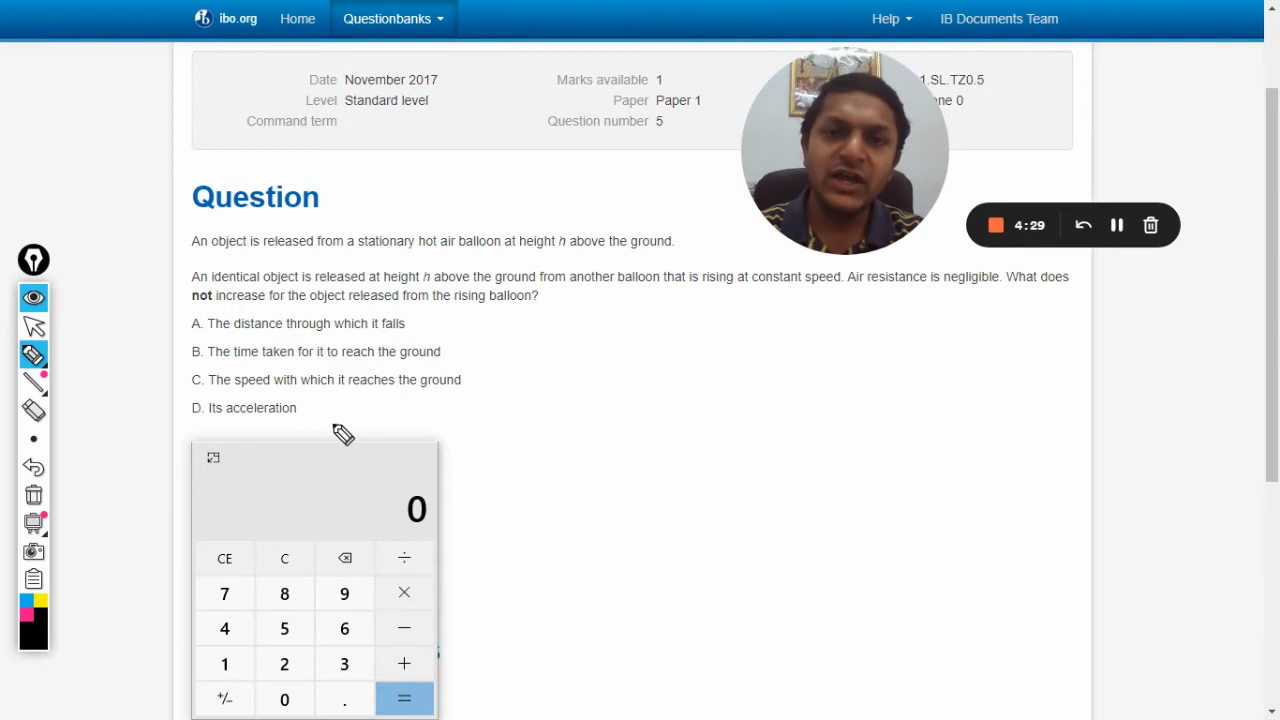 ibo.org Home Questionbanks Help IB Documents Team
Date November 2017 Marks available 1 1.SL.TZ0.5
Level Standard level Paper Paper 1 0
Command term Question number 5
Question
An object is released from a stationary hot air balloon at height h above the ground.
An identical object is released at height h above the ground from another balloon that is rising at constant speed. Air resistance is negligible. What does
not increase for the object released from the rising balloon?
A. The distance through which it falls
B. The time taken for it to reach the ground
C. The speed with which it reaches the ground
D. Its acceleration
4:29
0
CE C ÷
7 8 9 ×
4 5 6 −
1 2 3 +
+/− 0 . =